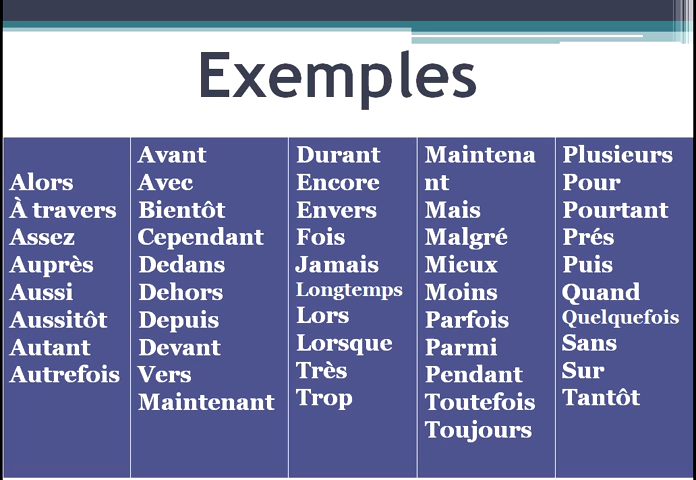 Exemples
Alors
À travers
Assez
Auprès
Aussi
Aussitôt
Autant
Autrefois
Avant
Avec
Bientôt
Cependant
Dedans
Dehors
Depuis
Devant
Vers
Maintenant
Durant
Encore
Envers
Fois
Jamais
Longtemps
Lors
Lorsque
Très
Trop
Maintena
nt
Mais
Malgré
Mieux
Moins
Parfois
Parmi
Pendant
Toutefois
Toujours
Plusieurs
Pour
Pourtant
Prés
Puis
Quand
Quelquefois
Sans
Sur
Tantôt